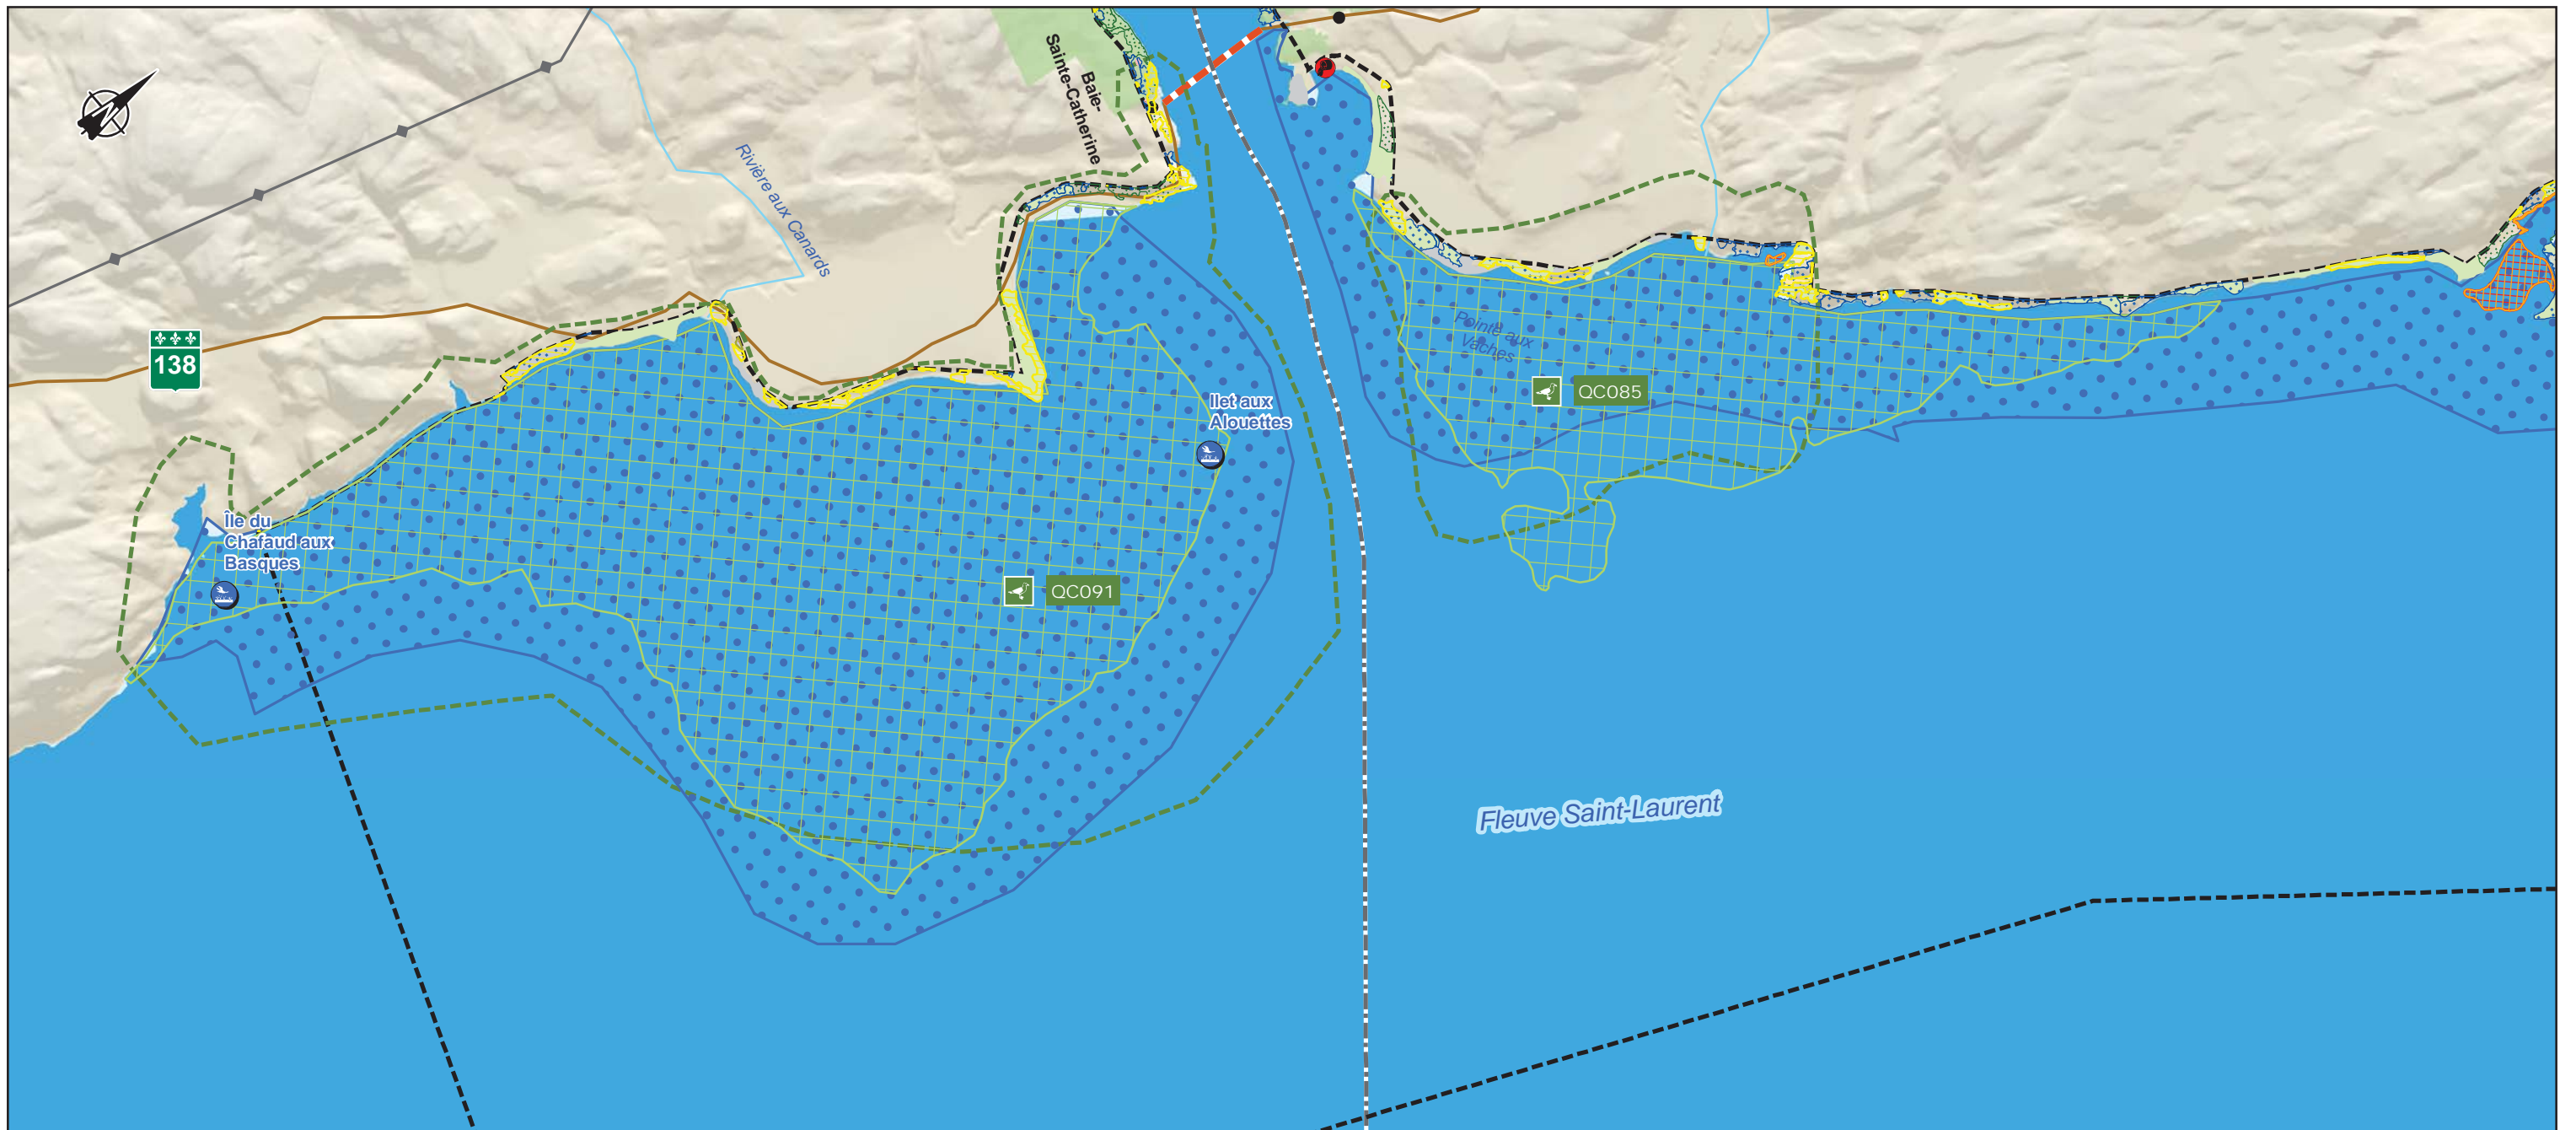 Baie-
Sainte-Catherine
Rivière aux Canards
138
Pointe aux
Vaches
QC085
Ilet aux
Alouettes
Île du
Chafaud aux
Basques
QC091
Fleuve Saint-Laurent